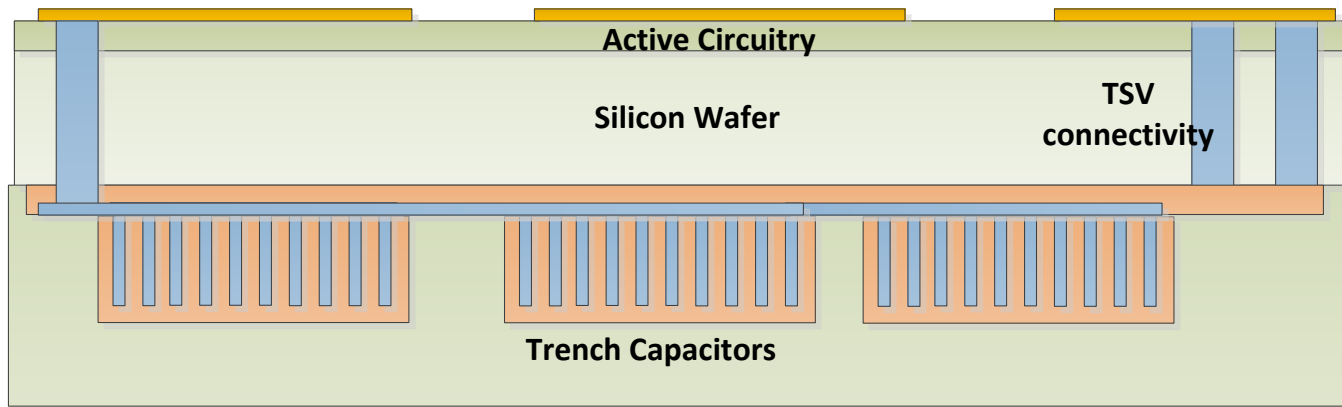 Active Circuitry
Silicon Wafer
TSV
connectivity
Trench Capacitors